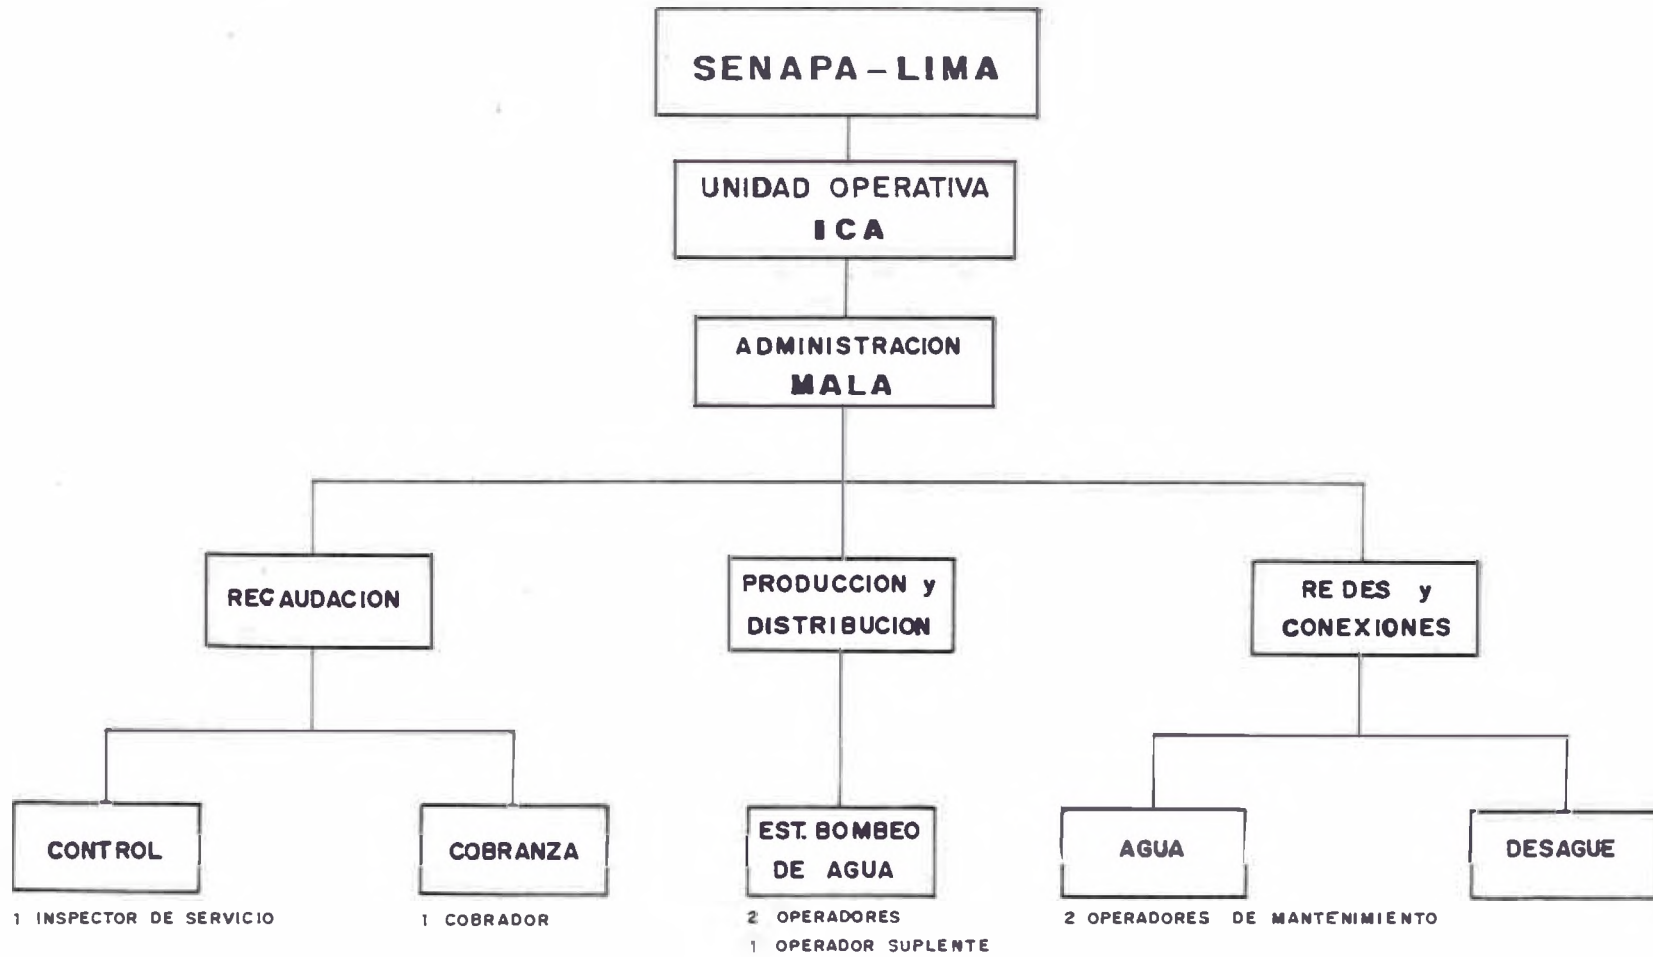 SENAPA-LIMA
UNIDAD OPERATIVA
ICA
ADMINISTRACION
MALA
RECAUDACION
PRODUCCION y
DISTRIBUCION
REDES y
CONEXIONES
CONTROL
COBRANZA
EST. BOMBEO
DE AGUA
AGUA
DESAGUE
1 INSPECTOR DE SERVICIO
1 COBRADOR
2 OPERADORES
1 OPERADOR SUPLENTE
2 OPERADORES DE MANTENIMIENTO